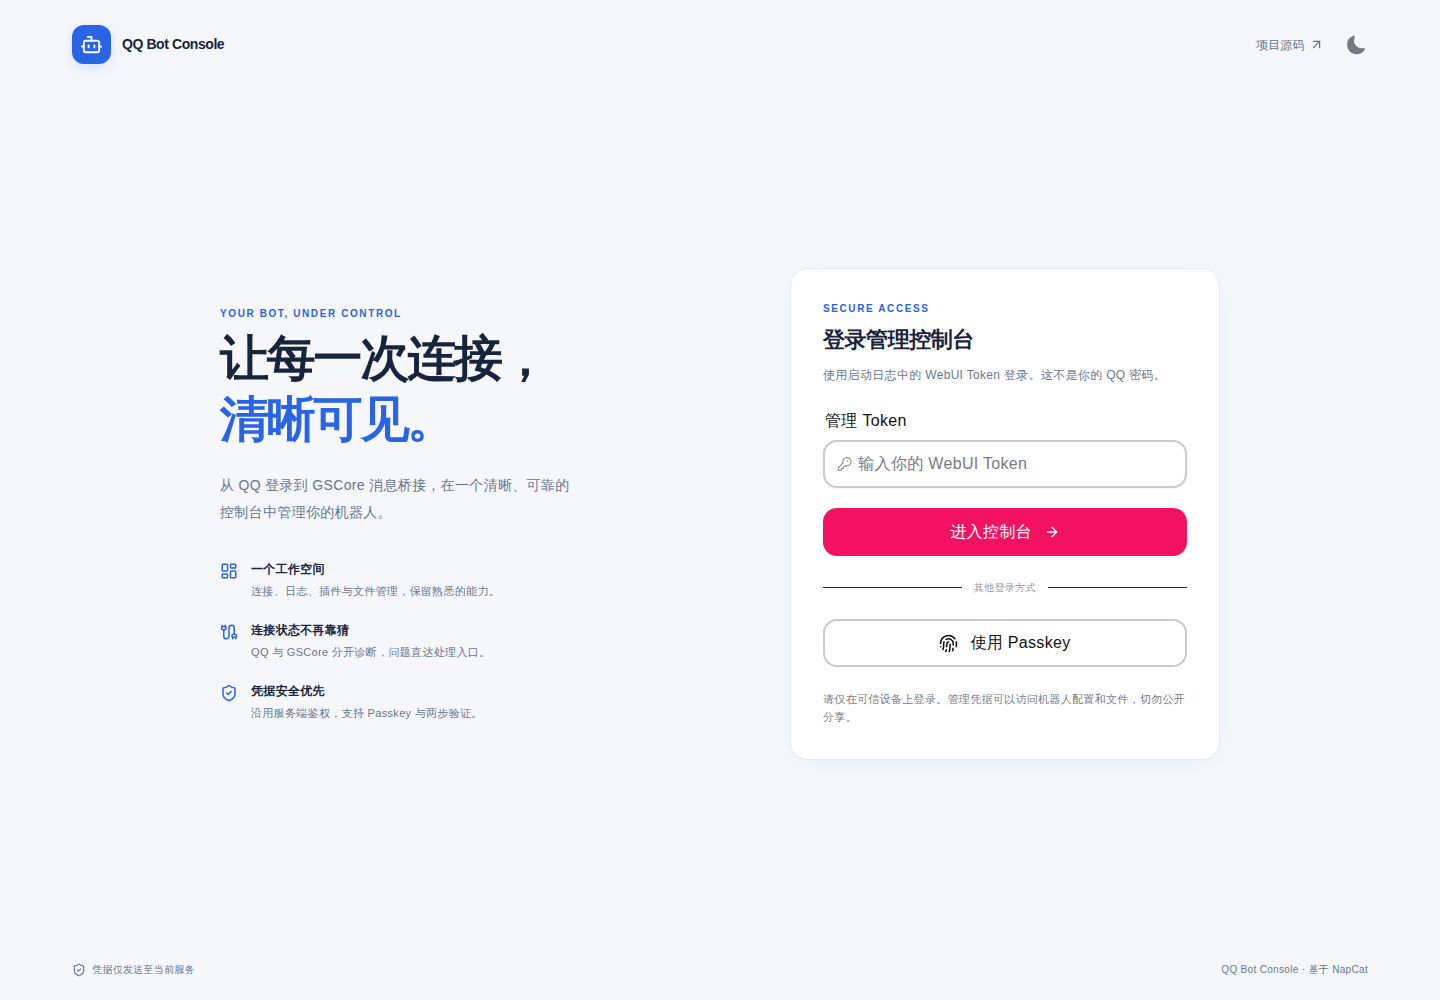 QQ Bot Console
项目源码
YOUR BOT, UNDER CONTROL
让每一次连接，
清晰可见。
从 QQ 登录到 GSCore 消息桥接，在一个清晰、可靠的
控制台中管理你的机器人。
一个工作空间
连接、日志、插件与文件管理，保留熟悉的能力。
连接状态不再靠猜
QQ 与 GSCore 分开诊断，问题直达处理入口。
凭据安全优先
沿用服务端鉴权，支持 Passkey 与两步验证。
SECURE ACCESS
登录管理控制台
使用启动日志中的 WebUI Token 登录。这不是你的 QQ 密码。
管理 Token
输入你的 WebUI Token
进入控制台
其他登录方式
使用 Passkey
请仅在可信设备上登录。管理凭据可以访问机器人配置和文件，切勿公开
分享。
凭据仅发送至当前服务
QQ Bot Console · 基于 NapCat